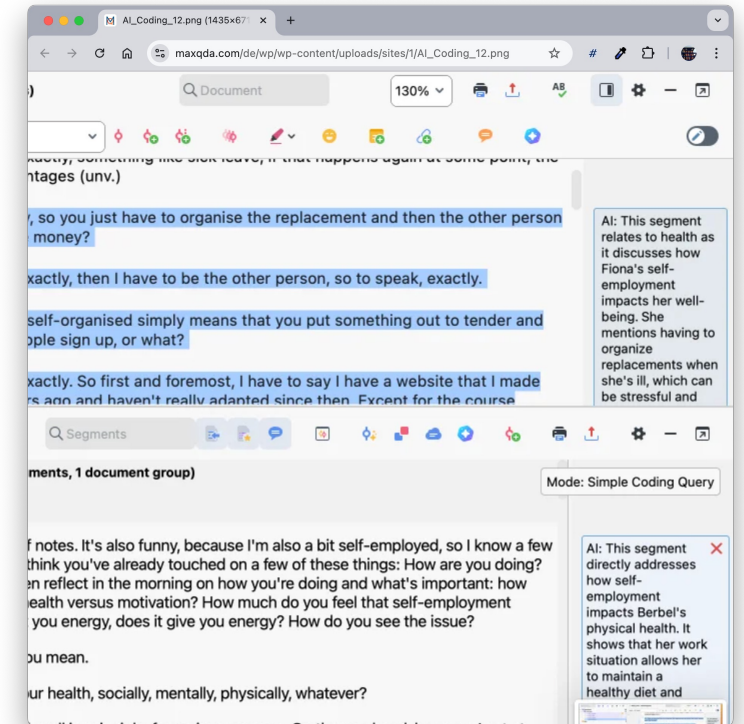 AI_Coding_12.png (1435×671
maxqda.com/de/wp/wp-content/uploads/sites/1/AI_Coding_12.png
Document
130%
AB
ntages (unv.)
, so you just have to organise the replacement and then the other person
money?
xactly, then I have to be the other person, so to speak, exactly.
self-organised simply means that you put something out to tender and
ople sign up, or what?
xactly. So first and foremost, I have to say I have a website that I made
rs ago and haven't really adapted since then. Except for the course
AI: This segment
relates to health as
it discusses how
Fiona's self-
employment
impacts her well-
being. She
mentions having to
organize
replacements when
she's ill, which can
be stressful and
Segments
ments, 1 document group)
Mode: Simple Coding Query
f notes. It's also funny, because I'm also a bit self-employed, so I know a few
think you've already touched on a few of these things: How are you doing?
en reflect in the morning on how you're doing and what's important: how
ealth versus motivation? How much do you feel that self-employment
you energy, does it give you energy? How do you see the issue?
ou mean.
ur health, socially, mentally, physically, whatever?
AI: This segment
directly addresses
how self-
employment
impacts Berbel's
physical health. It
shows that her work
situation allows her
to maintain a
healthy diet and